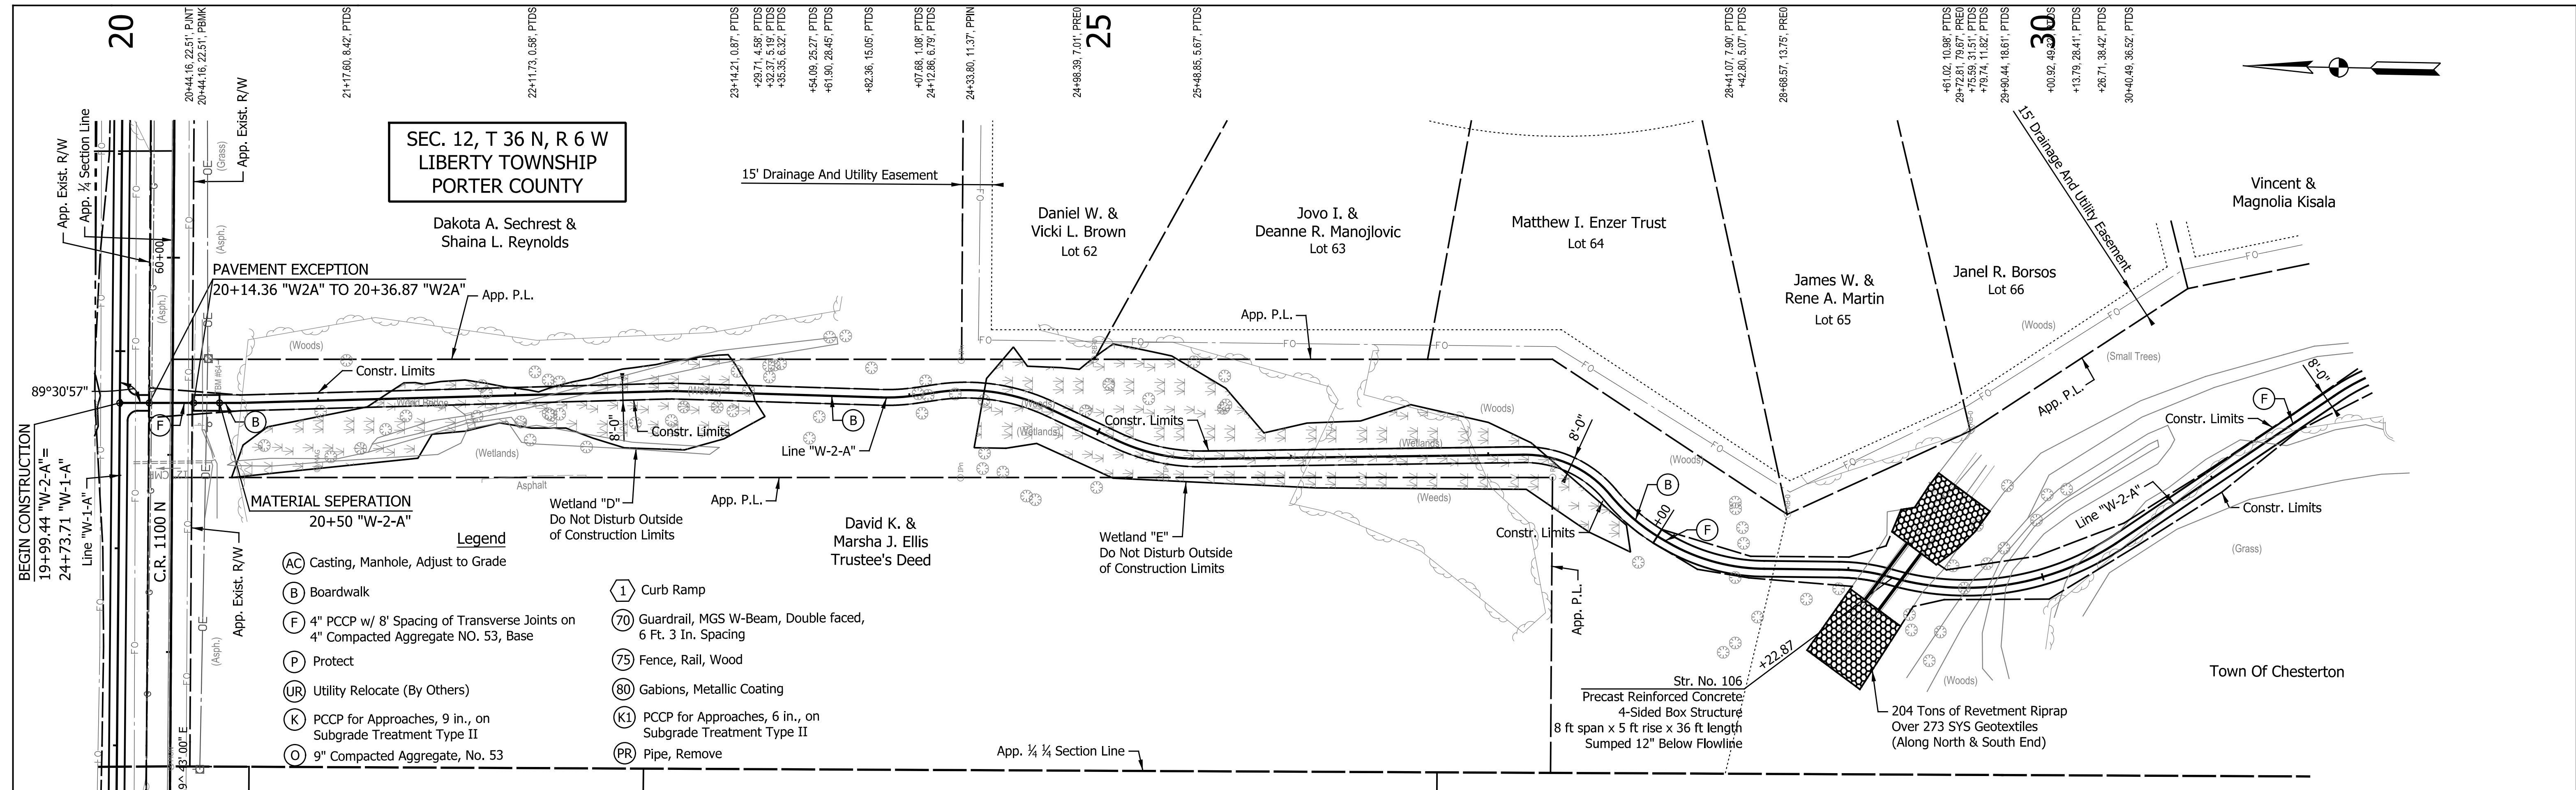 20
25
30
20+44.16, 22.51', PJNT
20+44.16, 22.51', PBMK
21+17.60, 8.42', PTDS
22+11.73, 0.58', PTDS
23+14.21, 0.87', PTDS
+29.71, 4.58', PTDS
+32.37, 5.19', PTDS
+35.35, 6.32', PTDS
+54.09, 25.27', PTDS
+61.90, 28.45', PTDS
+82.36, 15.05', PTDS
+07.68, 1.08', PTDS
24+12.86, 6.79', PTDS
24+33.80, 11.37', PPIN
24+98.39, 7.01', PRE0
25+48.85, 5.67', PTDS
28+41.07, 7.90', PTDS
+42.80, 5.07', PTDS
28+68.57, 13.75', PRE0
+61.02, 10.98', PTDS
29+72.81, 79.67', PRE0
+75.59, 31.51', PTDS
+79.74, 11.82', PTDS
29+90.44, 18.61', PTDS
+13.79, 28.41', PTDS
+26.71, 38.42', PTDS
30+40.49, 36.52', PTDS
App. Exist. R/W
App. ¼ Section Line
App. Exist. R/W
(Grass)
(Asph.)
(Asph.)
60+00
OE
FO
SEC. 12, T 36 N, R 6 W
LIBERTY TOWNSHIP
PORTER COUNTY
Dakota A. Sechrest &
Shaina L. Reynolds
15' Drainage And Utility Easement
Daniel W. &
Vicki L. Brown
Lot 62
Jovo I. &
Deanne R. Manojlovic
Lot 63
Matthew I. Enzer Trust
Lot 64
James W. &
Rene A. Martin
Lot 65
Janel R. Borsos
Lot 66
15' Drainage And Utility Easement
Vincent &
Magnolia Kisala
PAVEMENT EXCEPTION
20+14.36 "W2A" TO 20+36.87 "W2A"
App. P.L.
App. P.L.
(Woods)
(Woods)
(Small Trees)
App. P.L.
8'-0"
89°30'57"
Constr. Limits
F
B
8'-0"
Constr. Limits
B
Line "W-2-A"
(Woods)
(Wetlands)
Constr. Limits
(Wetlands)
(Woods)
8'-0"
(Woods)
F
Constr. Limits
Line "W-2-A"
Constr. Limits
(Grass)
BEGIN CONSTRUCTION
19+99.44 "W-2-A"=
24+73.71 "W-1-A"
Line "W-1-A"
C.R. 1100 N
App. Exist. R/W
(Asph.)
MATERIAL SEPERATION
20+50 "W-2-A"
(Wetlands)
Asphalt
Wetland "D"
Do Not Disturb Outside
of Construction Limits
App. P.L.
David K. &
Marsha J. Ellis
Trustee's Deed
Wetland "E"
Do Not Disturb Outside
of Construction Limits
(Weeds)
Constr. Limits
B
+00
F
App. P.L.
+22.87
Legend
AC Casting, Manhole, Adjust to Grade
B Boardwalk
F 4" PCCP w/ 8' Spacing of Transverse Joints on
4" Compacted Aggregate NO. 53, Base
P Protect
UR Utility Relocate (By Others)
K PCCP for Approaches, 9 in., on
Subgrade Treatment Type II
O 9" Compacted Aggregate, No. 53
1 Curb Ramp
70 Guardrail, MGS W-Beam, Double faced,
6 Ft. 3 In. Spacing
75 Fence, Rail, Wood
80 Gabions, Metallic Coating
K1 PCCP for Approaches, 6 in., on
Subgrade Treatment Type II
PR Pipe, Remove
App. ¼ ¼ Section Line
Str. No. 106
Precast Reinforced Concrete
4-Sided Box Structure
8 ft span x 5 ft rise x 36 ft length
Sumped 12" Below Flowline
(Woods)
204 Tons of Revetment Riprap
Over 273 SYS Geotextiles
(Along North & South End)
Town Of Chesterton